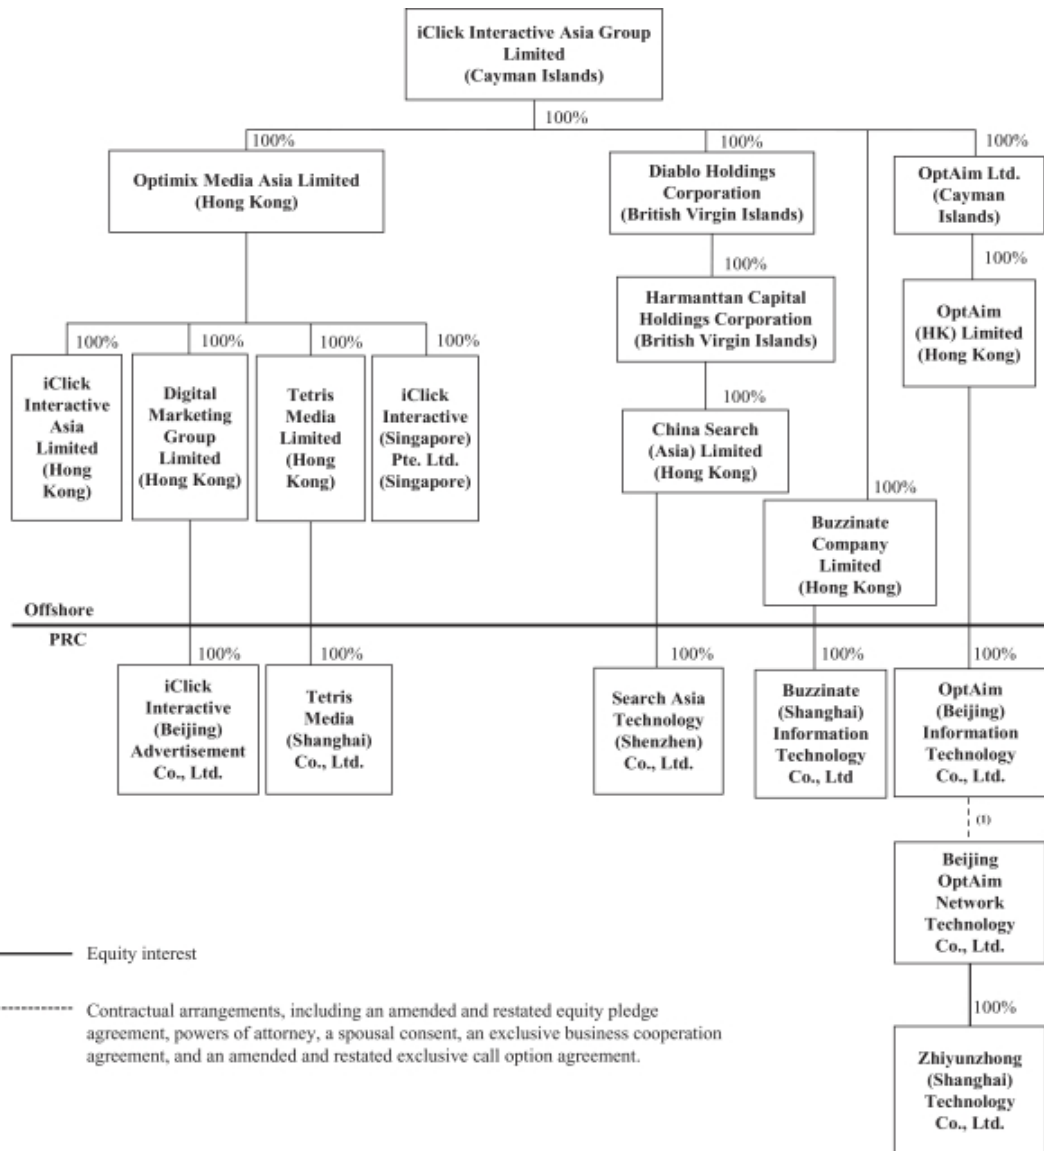 iClick Interactive Asia Group
Limited
(Cayman Islands)
100%
100%
100%
100%
Optimix Media Asia Limited
(Hong Kong)
Diablo Holdings
Corporation
(British Virgin Islands)
OptAim Ltd.
(Cayman
Islands)
100%
100%
Harmanttan Capital
Holdings Corporation
(British Virgin Islands)
OptAim
(HK) Limited
(Hong Kong)
100%
100%
100%
100%
iClick
Interactive
Asia
Limited
(Hong
Kong)
Digital
Marketing
Group
Limited
(Hong Kong)
Tetris
Media
Limited
(Hong
Kong)
iClick
Interactive
(Singapore)
Pte. Ltd.
(Singapore)
100%
China Search
(Asia) Limited
(Hong Kong)
100%
Buzzinate
Company
Limited
(Hong Kong)
Offshore
PRC
100%
100%
100%
100%
100%
iClick
Interactive
(Beijing)
Advertisement
Co., Ltd.
Tetris
Media
(Shanghai)
Co., Ltd.
Search Asia
Technology
(Shenzhen)
Co., Ltd.
Buzzinate
(Shanghai)
Information
Technology
Co., Ltd
OptAim
(Beijing)
Information
Technology
Co., Ltd.
(1)
Beijing
OptAim
Network
Technology
Co., Ltd.
100%
Zhiyunzhong
(Shanghai)
Technology
Co., Ltd.
Equity interest
Contractual arrangements, including an amended and restated equity pledge
agreement, powers of attorney, a spousal consent, an exclusive business cooperation
agreement, and an amended and restated exclusive call option agreement.